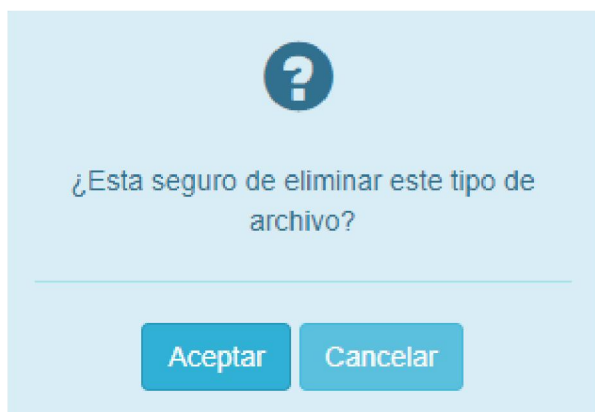 ¿Esta seguro de eliminar este tipo de
archivo?
Aceptar Cancelar